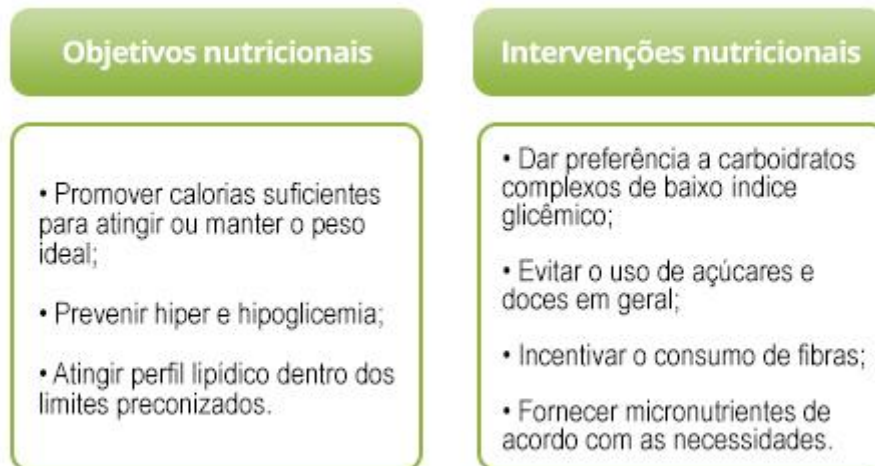 Objetivos nutricionais
• Promover calorias suficientes
para atingir ou manter o peso
ideal;
• Prevenir hiper e hipoglicemia;
• Atingir perfil lipídico dentro dos
limites preconizados.
Intervenções nutricionais
• Dar preferência a carboidratos
complexos de baixo índice
glicêmico;
• Evitar o uso de açúcares e
doces em geral;
• Incentivar o consumo de fibras;
• Fornecer micronutrientes de
acordo com as necessidades.